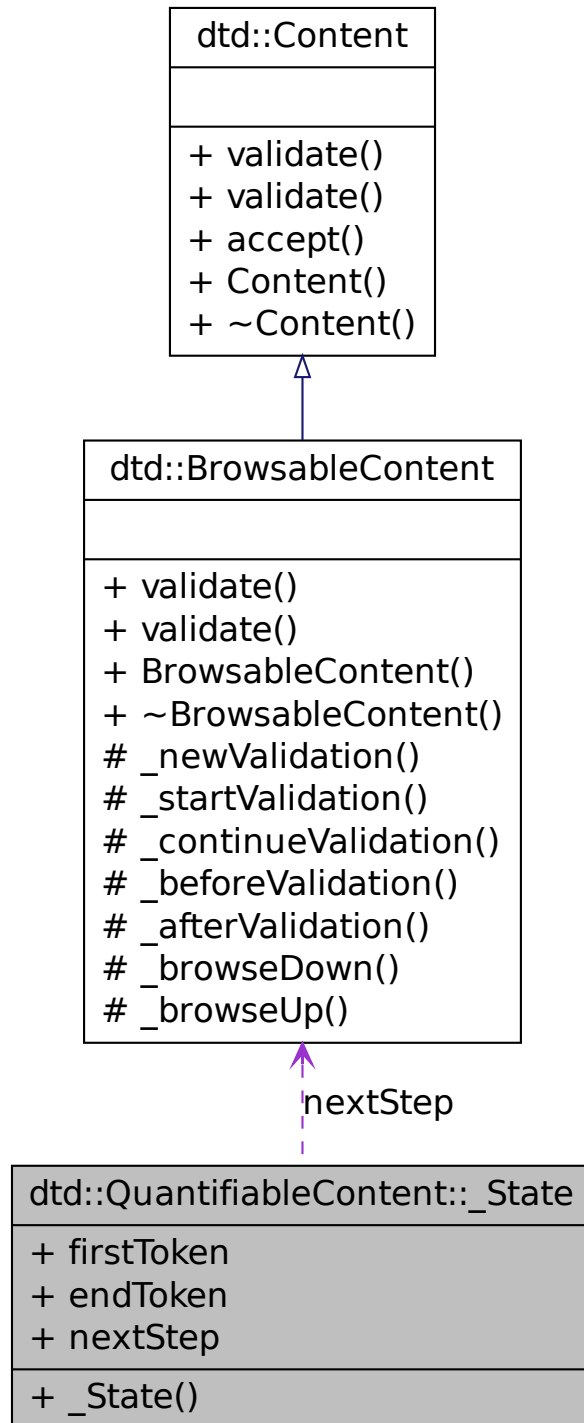 dtd::Content
+ validate()
+ validate()
+ accept()
+ Content()
+ ~Content()
dtd::BrowsableContent
+ validate()
+ validate()
+ BrowsableContent()
+ ~BrowsableContent()
# _newValidation()
# _startValidation()
# _continueValidation()
# _beforeValidation()
# _afterValidation()
# _browseDown()
# _browseUp()
nextStep
dtd::QuantifiableContent::_State
+ firstToken
+ endToken
+ nextStep
+ _State()